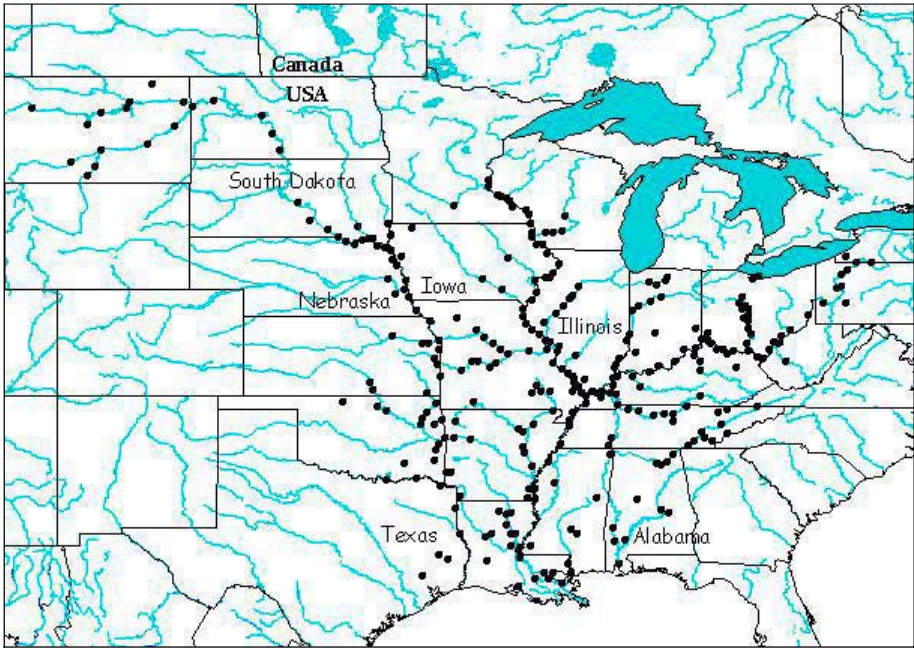 Canada
USA
South Dakota
Iowa
Nebraska
Illinois
Texas
Alabama